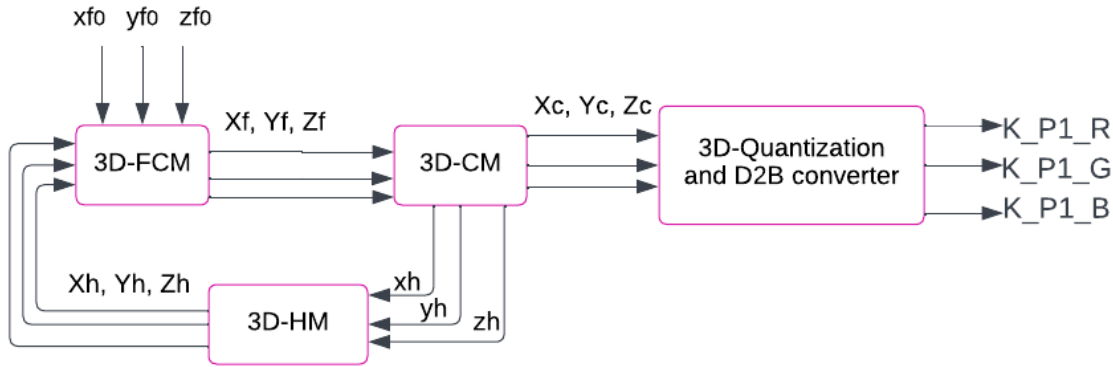 xf0 yf0 zf0
Xf, Yf, Zf
3D-FCM
3D-CM
Xc, Yc, Zc
3D-Quantization
and D2B converter
K_P1_R
K_P1_G
K_P1_B
Xh, Yh, Zh
3D-HM
xh
yh
zh